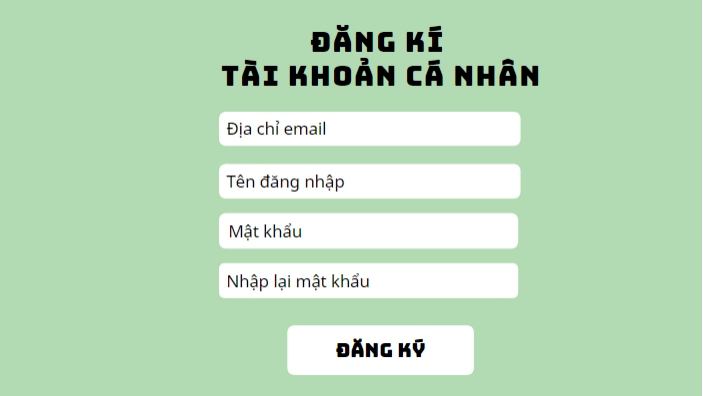 ĐĂNG KÍ
TÀI KHOẢN CÁ NHÂN
Địa chỉ email
Tên đăng nhập
Mật khẩu
Nhập lại mật khẩu
ĐĂNG KÝ